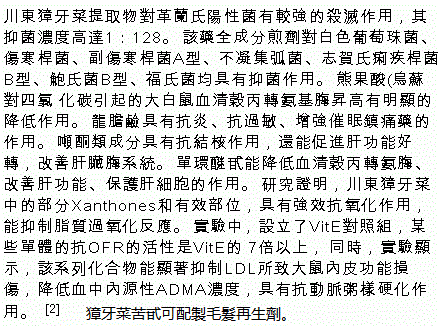 川東獐牙菜提取物對革蘭氏陽性菌有較強的殺滅作用，其
抑菌濃度高達1：128。 該藥全成分煎劑對白色葡萄珠菌、
傷寒桿菌、副傷寒桿菌A型、不凝集弧菌、志賀氏痢疾桿菌
B型、鮑氏菌B型、福氏菌均具有抑菌作用。 熊果酸(烏蘇
對四氯 化碳引起的大白鼠血清榖丙轉氨基脢昇高有明顯的
降低作用。 龍膽鹼具有抗炎、抗過敏、增強催眠鎮痛藥的
作用。 噸酮類成分具有抗結核作用，還能促進肝功能好
轉，改善肝臟脢系統。 單環醚甙能降低血清榖丙轉氨脢、
改善肝功能、保護肝細胞的作用。 研究證明，川東獐牙菜
中的部分Xanthones和有效部位，具有強效抗氧化作用，
能抑制脂質過氧化反應。 實驗中，設立了VitE對照組，某
些單體的抗OFR的活性是VitE的 7倍以上， 同時，實驗顯
示，該系列化合物能顯著抑制LDL所致大鼠內皮功能損
傷，降低血中內源性ADMA濃度，具有抗動脈粥樣硬化作
用。 [2] 獐牙菜苦甙可配製毛髮再生劑。